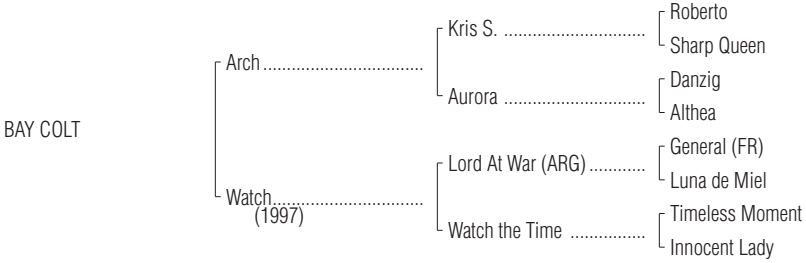 Roberto
Kris S. ..............................
Sharp Queen
Arch ................................
Danzig
Aurora ..............................
Althea
BAY COLT
General (FR)
Lord At War (ARG) ............
Luna de Miel
Watch................................
(1997)
Timeless Moment
Watch the Time ................
Innocent Lady